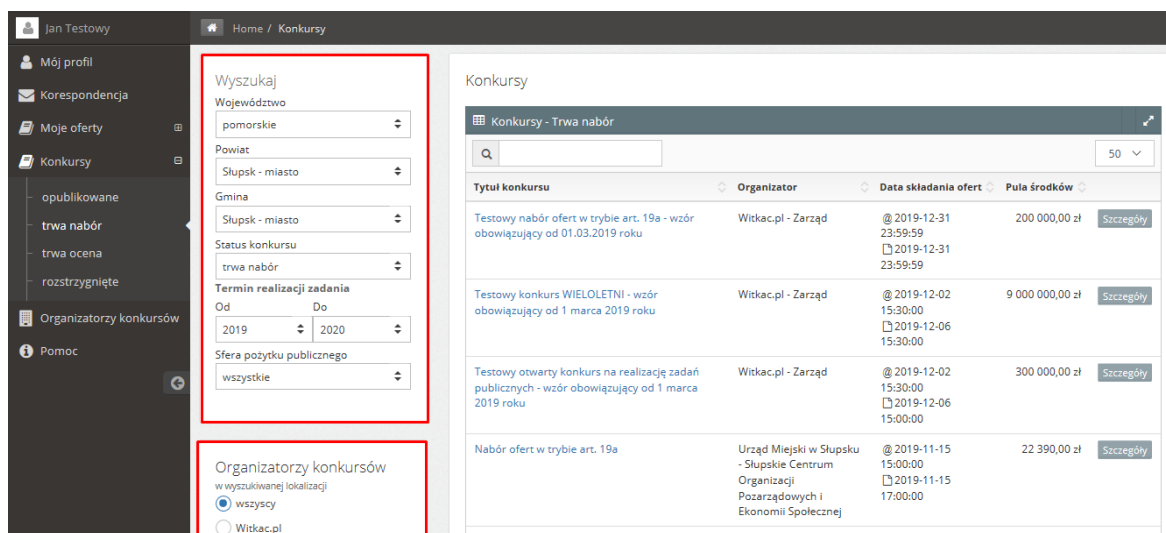 Jan Testowy
Home / Konkursy
Mój profil
Korespondencja
Moje oferty
Konkursy
opublikowane
trwa nabór
trwa ocena
rozstrzygnięte
Organizatorzy konkursów
Pomoc
Wyszukaj
Województwo
pomorskie
Powiat
Słupsk - miasto
Gmina
Słupsk - miasto
Status konkursu
trwa nabór
Termin realizacji zadania
Od Do
2019 2020
Sfera pożytku publicznego
wszystkie
Organizatorzy konkursów
w wyszukiwanej lokalizacji
wszyscy
Witkac.pl
Konkursy
Konkursy - Trwa nabór
50
Tytuł konkursu Organizator Data składania ofert Pula środków
Testowy nabór ofert w trybie art. 19a - wzór Witkac.pl - Zarząd @ 2019-12-31 200 000,00 zł Szczegóły
obowiązujący od 01.03.2019 roku 23:59:59
2019-12-31
23:59:59
Testowy konkurs WIELOLETNI - wzór Witkac.pl - Zarząd @ 2019-12-02 9 000 000,00 zł Szczegóły
obowiązujący od 1 marca 2019 roku 15:30:00
2019-12-06
15:30:00
Testowy otwarty konkurs na realizację zadań Witkac.pl - Zarząd @ 2019-12-02 300 000,00 zł Szczegóły
publicznych - wzór obowiązujący od 1 marca 15:30:00
2019 roku 2019-12-06
15:00:00
Nabór ofert w trybie art. 19a Urząd Miejski w Słupsku @ 2019-11-15 22 390,00 zł Szczegóły
- Słupskie Centrum 15:00:00
Organizacji 2019-11-15
Pozarządowych i 17:00:00
Ekonomii Społecznej